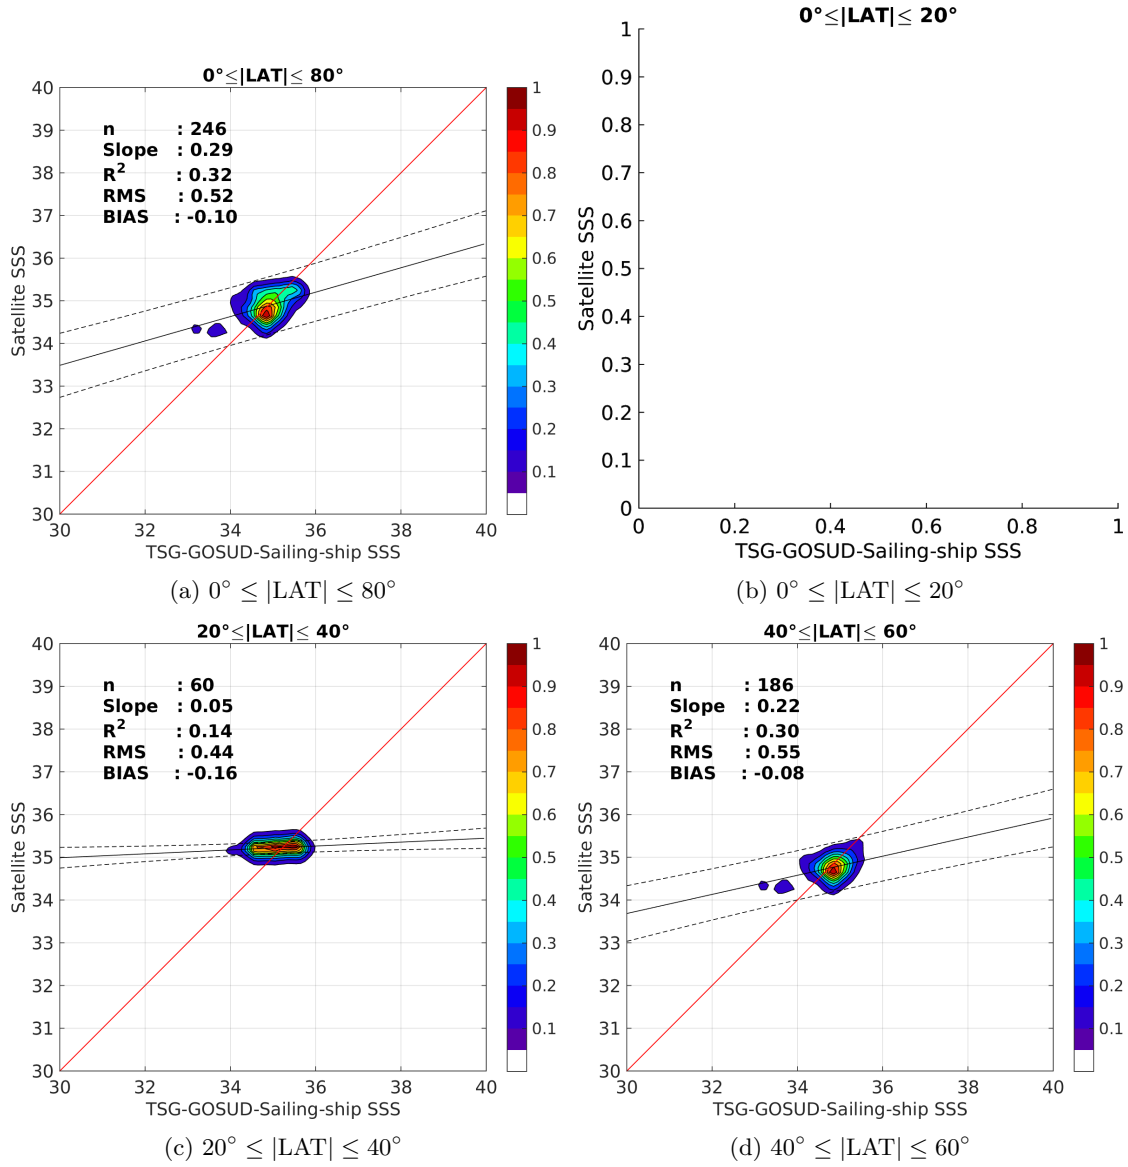 0°≤|LAT|≤ 80°
40
39
38
37
36
35
34
33
32
31
30
Satellite SSS
n : 246
Slope : 0.29
R² : 0.32
RMS : 0.52
BIAS : -0.10
30 32 34 36 38 40
TSG-GOSUD-Sailing-ship SSS
1
0.9
0.8
0.7
0.6
0.5
0.4
0.3
0.2
0.1
(a) 0° ≤ |LAT| ≤ 80°
0°≤|LAT|≤ 20°
1
0.9
0.8
0.7
0.6
0.5
0.4
0.3
0.2
0.1
0
Satellite SSS
0 0.2 0.4 0.6 0.8 1
TSG-GOSUD-Sailing-ship SSS
(b) 0° ≤ |LAT| ≤ 20°
20°≤|LAT|≤ 40°
40
39
38
37
36
35
34
33
32
31
30
Satellite SSS
n : 60
Slope : 0.05
R² : 0.14
RMS : 0.44
BIAS : -0.16
30 32 34 36 38 40
TSG-GOSUD-Sailing-ship SSS
1
0.9
0.8
0.7
0.6
0.5
0.4
0.3
0.2
0.1
(c) 20° ≤ |LAT| ≤ 40°
40°≤|LAT|≤ 60°
40
39
38
37
36
35
34
33
32
31
30
Satellite SSS
n : 186
Slope : 0.22
R² : 0.30
RMS : 0.55
BIAS : -0.08
30 32 34 36 38 40
TSG-GOSUD-Sailing-ship SSS
1
0.9
0.8
0.7
0.6
0.5
0.4
0.3
0.2
0.1
(d) 40° ≤ |LAT| ≤ 60°